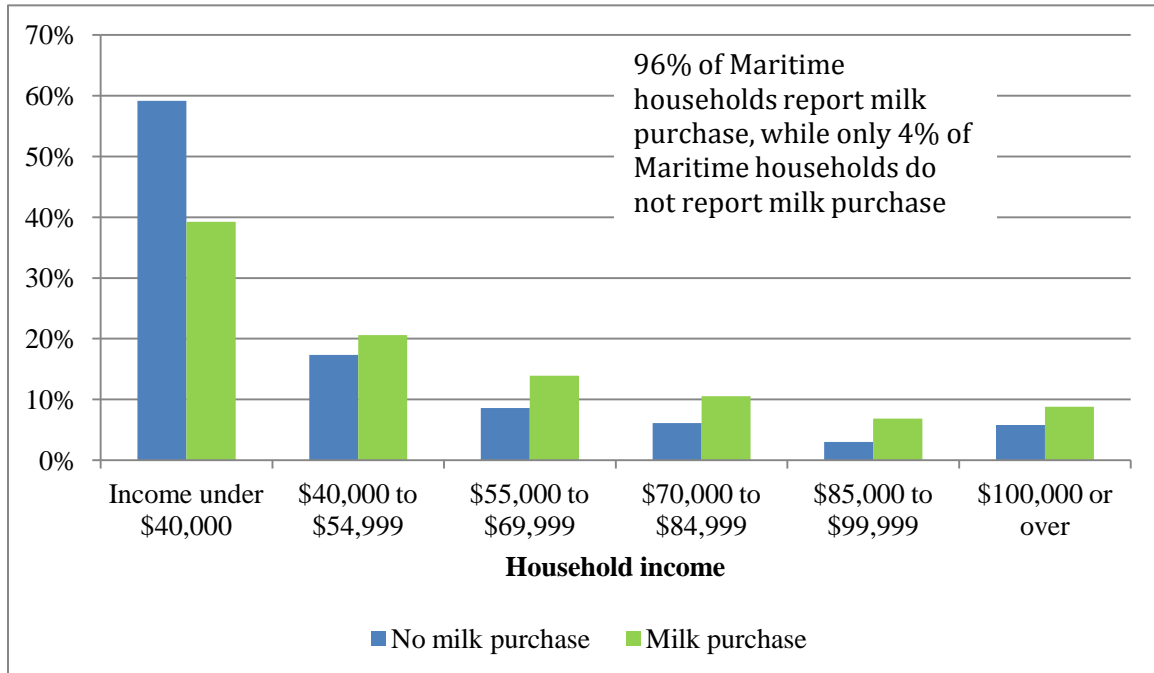 70%
60%
50%
40%
30%
20%
10%
0%
96% of Maritime
households report milk
purchase, while only 4% of
Maritime households do
not report milk purchase
Income under
$40,000
$40,000 to
$54,999
$55,000 to
$69,999
$70,000 to
$84,999
$85,000 to
$99,999
$100,000 or
over
Household income
No milk purchase
Milk purchase